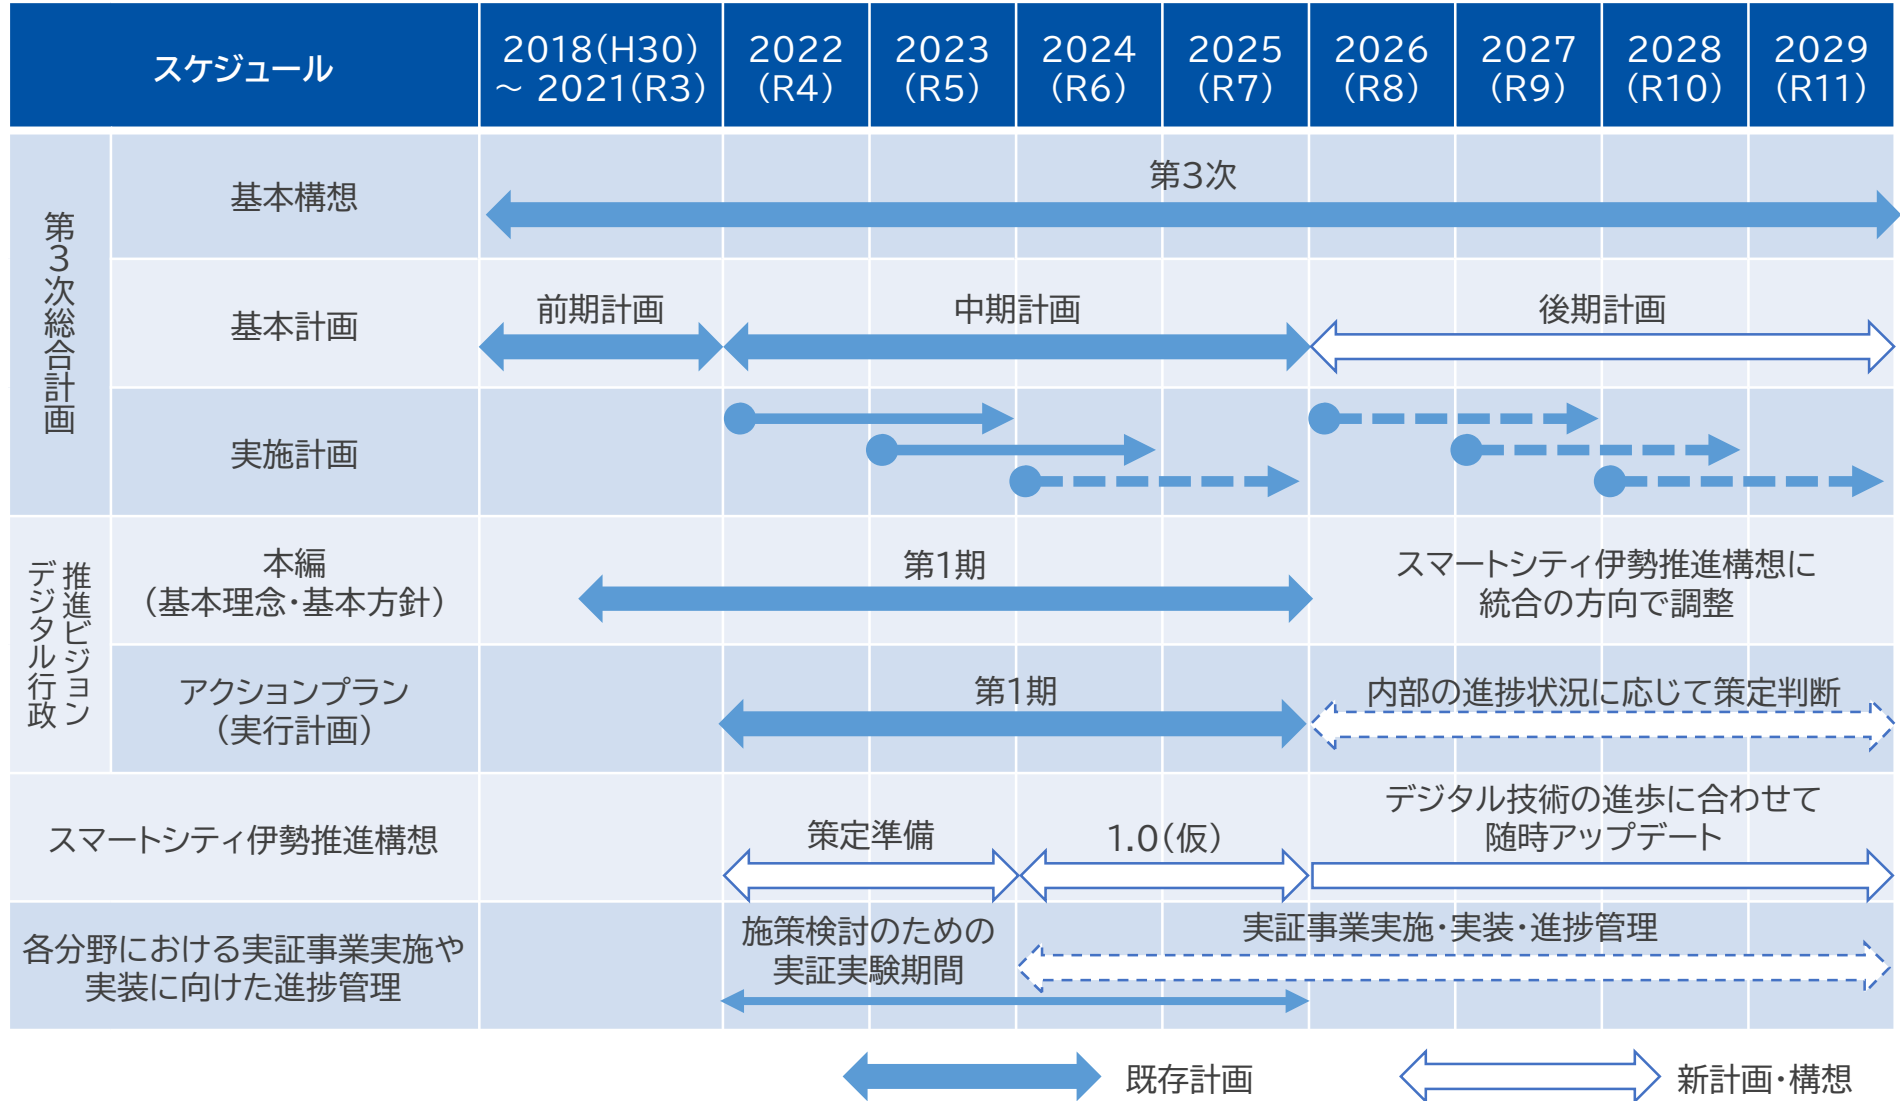 スケジュール
2018(H30)
～ 2021(R3)
2022
(R4)
2023
(R5)
2024
(R6)
2025
(R7)
2026
(R8)
2027
(R9)
2028
(R10)
2029
(R11)
第3次総合計画
基本構想
第3次
基本計画
前期計画
中期計画
後期計画
実施計画
デジタル行政
推進ビジョン
本編
（基本理念・基本方針）
第1期
スマートシティ伊勢推進構想に
統合の方向で調整
アクションプラン
（実行計画）
第1期
内部の進捗状況に応じて策定判断
スマートシティ伊勢推進構想
策定準備
1.0（仮）
デジタル技術の進歩に合わせて
随時アップデート
各分野における実証事業実施や
実装に向けた進捗管理
施策検討のための
実証実験期間
実証事業実施・実装・進捗管理
既存計画
新計画・構想